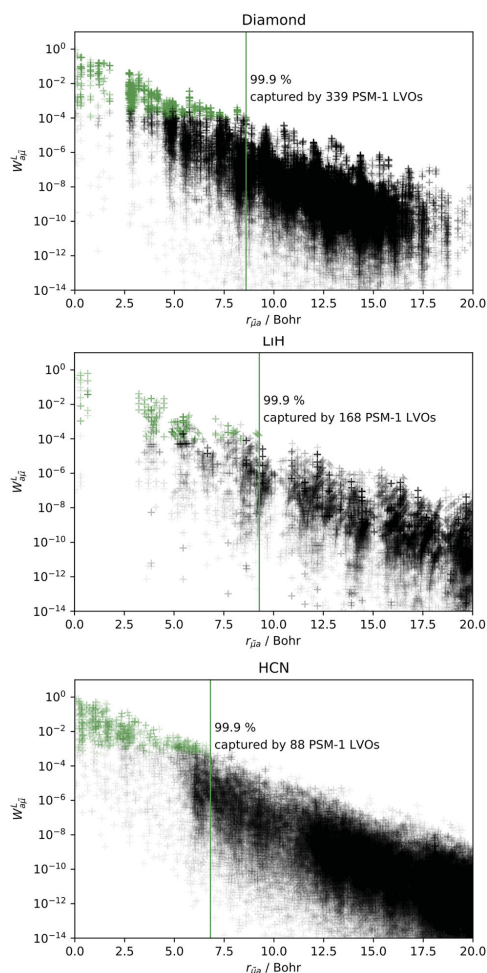 Diamond
10^0
10^-2
10^-4
10^-6
10^-8
10^-10
10^-12
10^-14
W^L_{aμ̄}
99.9 %
captured by 339 PSM-1 LVOs
0.0 2.5 5.0 7.5 10.0 12.5 15.0 17.5 20.0
r_{μ̄a} / Bohr
LiH
10^0
10^-2
10^-4
10^-6
10^-8
10^-10
10^-12
10^-14
W^L_{aμ̄}
99.9 %
captured by 168 PSM-1 LVOs
0.0 2.5 5.0 7.5 10.0 12.5 15.0 17.5 20.0
r_{μ̄a} / Bohr
HCN
10^0
10^-2
10^-4
10^-6
10^-8
10^-10
10^-12
10^-14
W^L_{aμ̄}
99.9 %
captured by 88 PSM-1 LVOs
0.0 2.5 5.0 7.5 10.0 12.5 15.0 17.5 20.0
r_{μ̄a} / Bohr